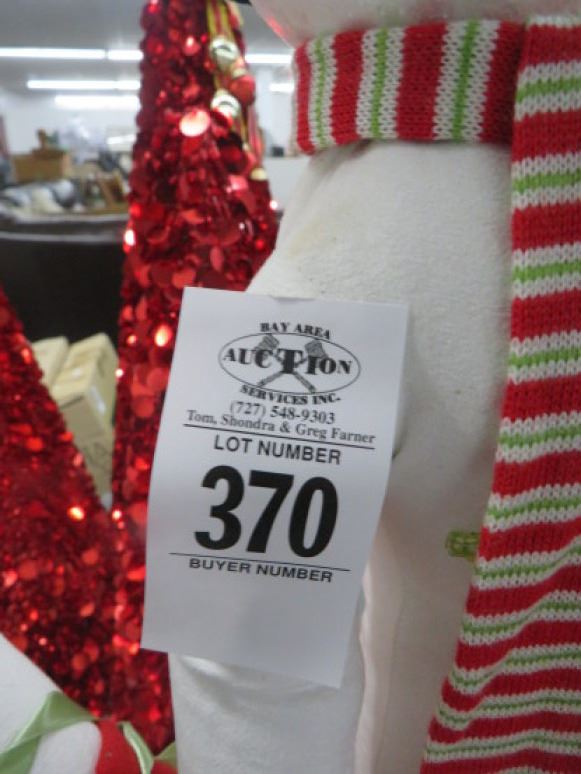 BAY AREA
AUCTION
SERVICES INC.
(727) 548-9303
Tom, Shondra & Greg Farner
LOT NUMBER
370
BUYER NUMBER